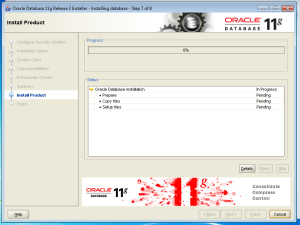 Oracle Database 11g Release 2 Installer - Installing database - Step 7 of 8
Install Product
ORACLE
DATABASE
11g
Configure Security Updates
Installation Option
System Class
Typical Installation
Prerequisite Checks
Summary
Install Product
Finish
Progress
0%
Status
Oracle Database Installation In Progress
Prepare Pending
Copy files Pending
Setup files Pending
Details
ORACLE
DATABASE
11g
11g
Consolidate
Compress
Control
Help
< Back
Next >
Finish
Cancel